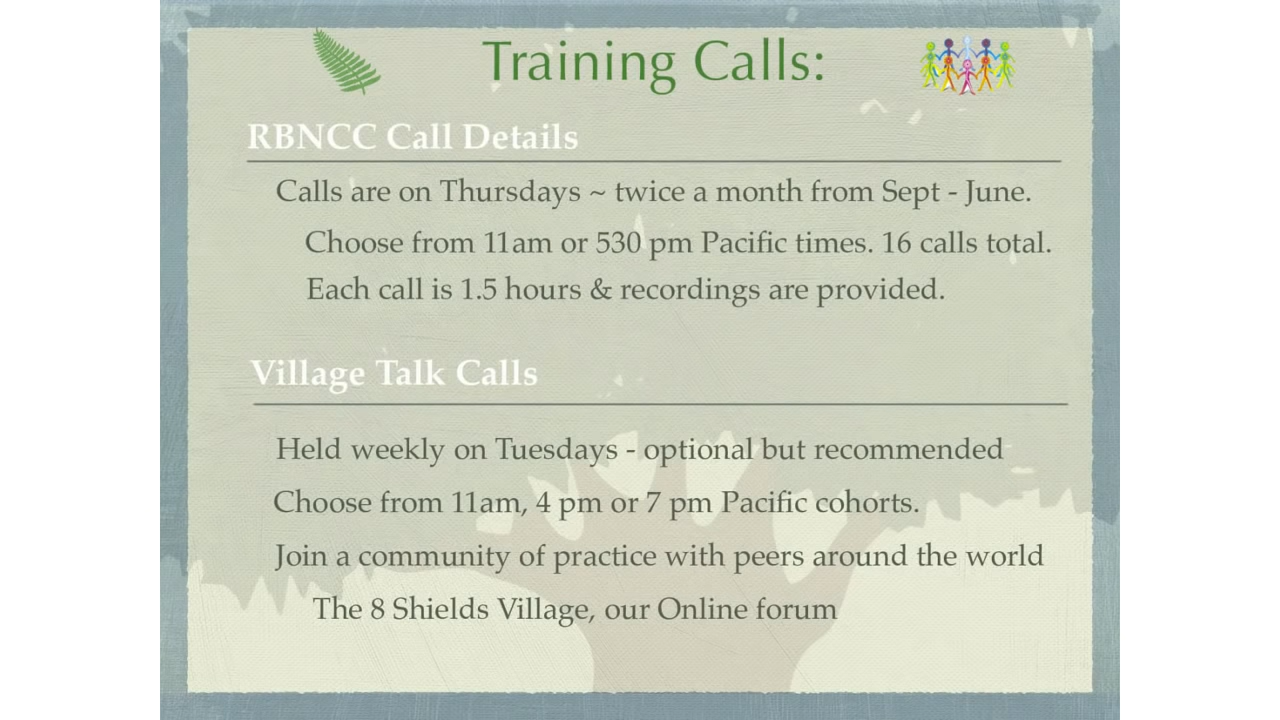 Training Calls:
RBNCC Call Details
Calls are on Thursdays ~ twice a month from Sept - June.
Choose from 11am or 530 pm Pacific times. 16 calls total.
Each call is 1.5 hours & recordings are provided.
Village Talk Calls
Held weekly on Tuesdays - optional but recommended
Choose from 11am, 4 pm or 7 pm Pacific cohorts.
Join a community of practice with peers around the world
The 8 Shields Village, our Online forum